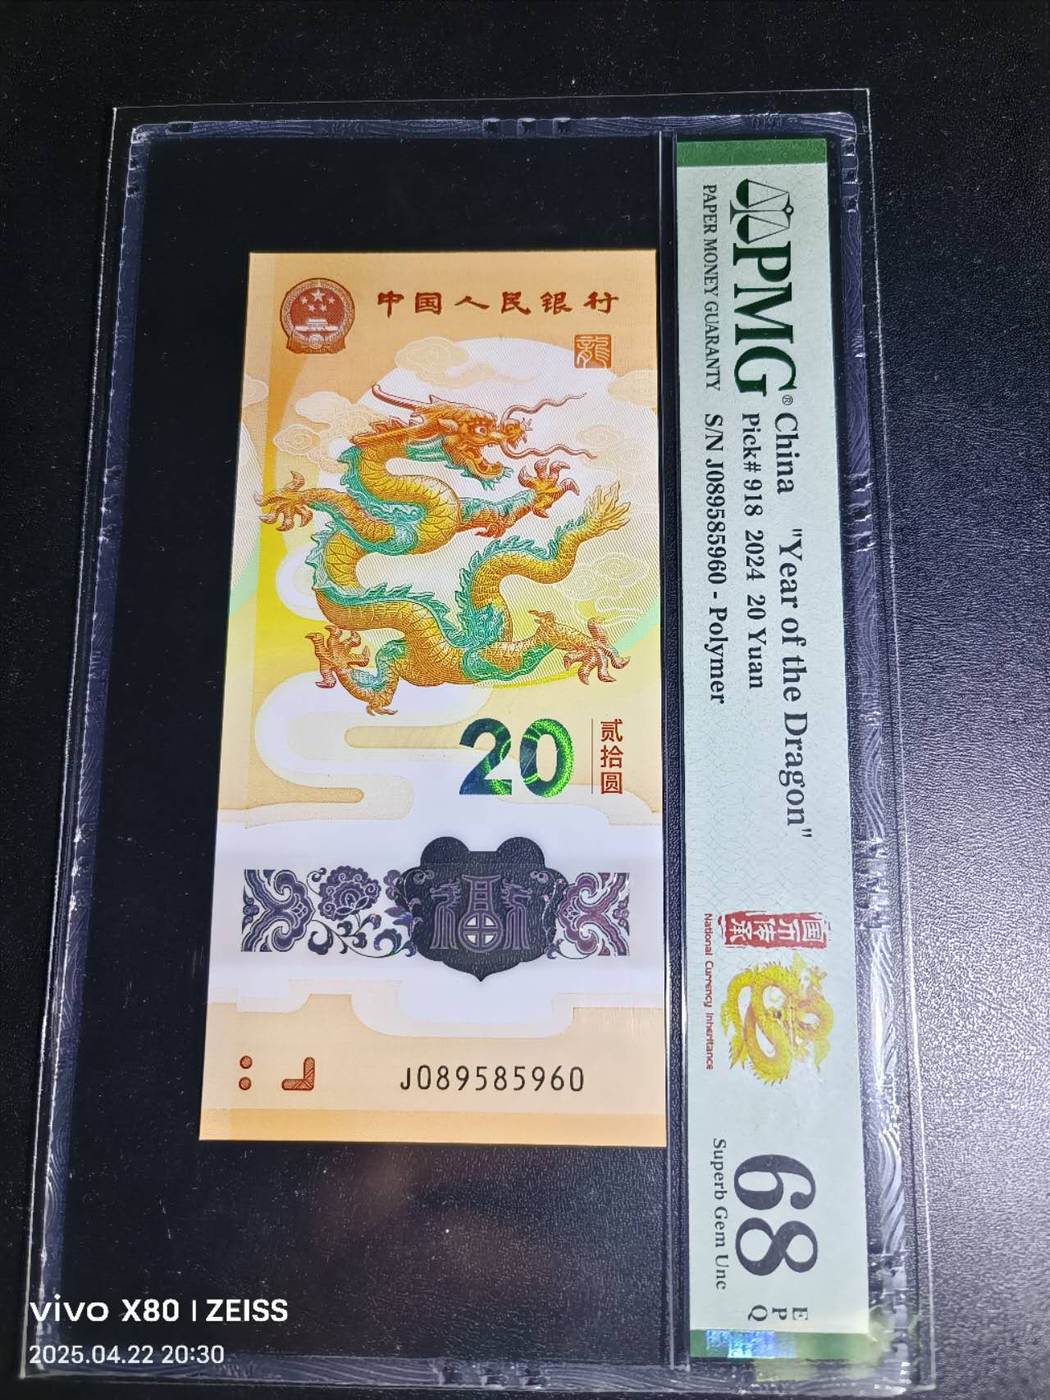 中国人民银行
龍
20
贰拾圆
J089585960
PMG®
PAPER MONEY GUARANTY
China "Year of the Dragon"
Pick# 918 2024 20 Yuan
S/N J089585960 - Polymer
国币传承
National Currency Inheritance
68
Superb Gem Unc
E
P
Q
vivo X80 | ZEISS
2025.04.22 20:30